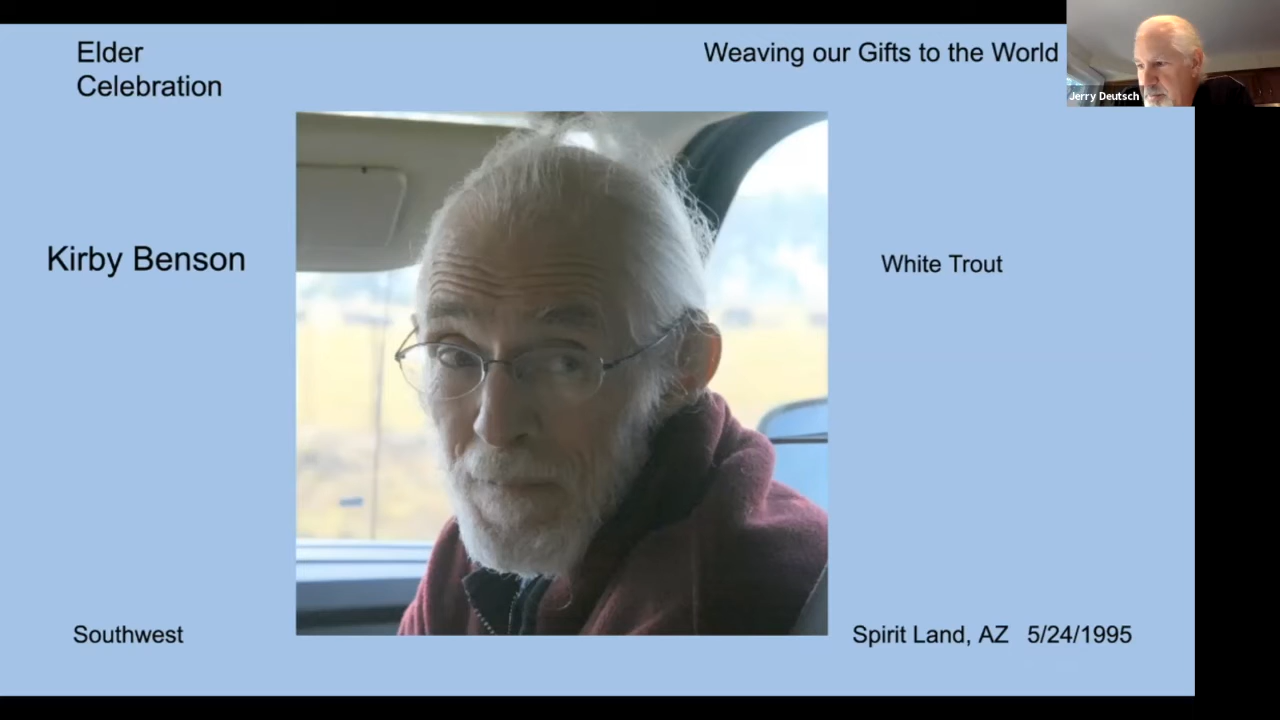 Elder
Celebration
Weaving our Gifts to the World
Jerry Deutsch
Kirby Benson
White Trout
Southwest
Spirit Land, AZ 5/24/1995